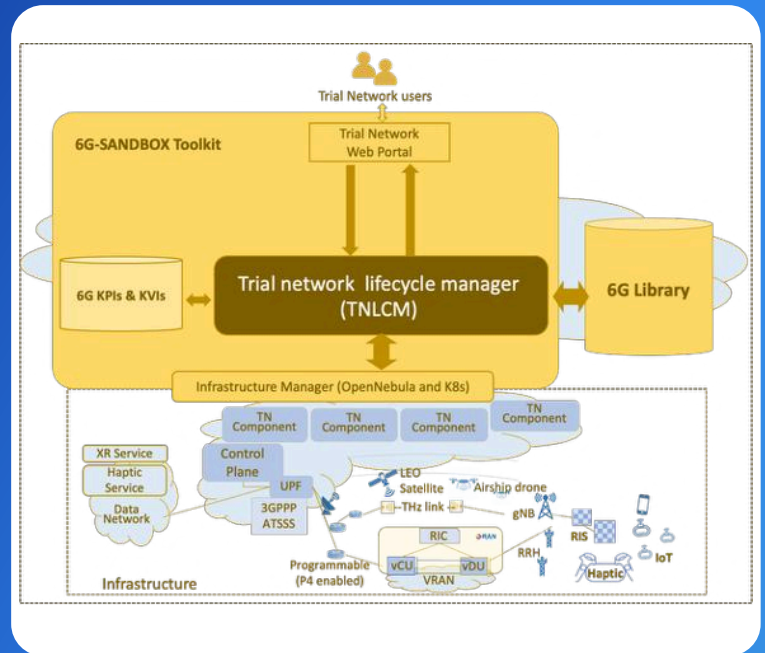 Trial Network users
6G-SANDBOX Toolkit
Trial Network
Web Portal
6G KPIs & KVIs
Trial network lifecycle manager
(TNLCM)
6G Library
Infrastructure Manager (OpenNebula and K8s)
TN
Component
TN
Component
TN
Component
TN
Component
XR Service
Haptic
Service
Data
Network
Control
Plane
UPF
3GPPP
ATSSS
LEO
Satellite
Airship drone
THz link
gNB
RIS
RIC
RAN
vCU
vDU
VRAN
RRH
Programmable
(P4 enabled)
IoT
Haptic
Infrastructure